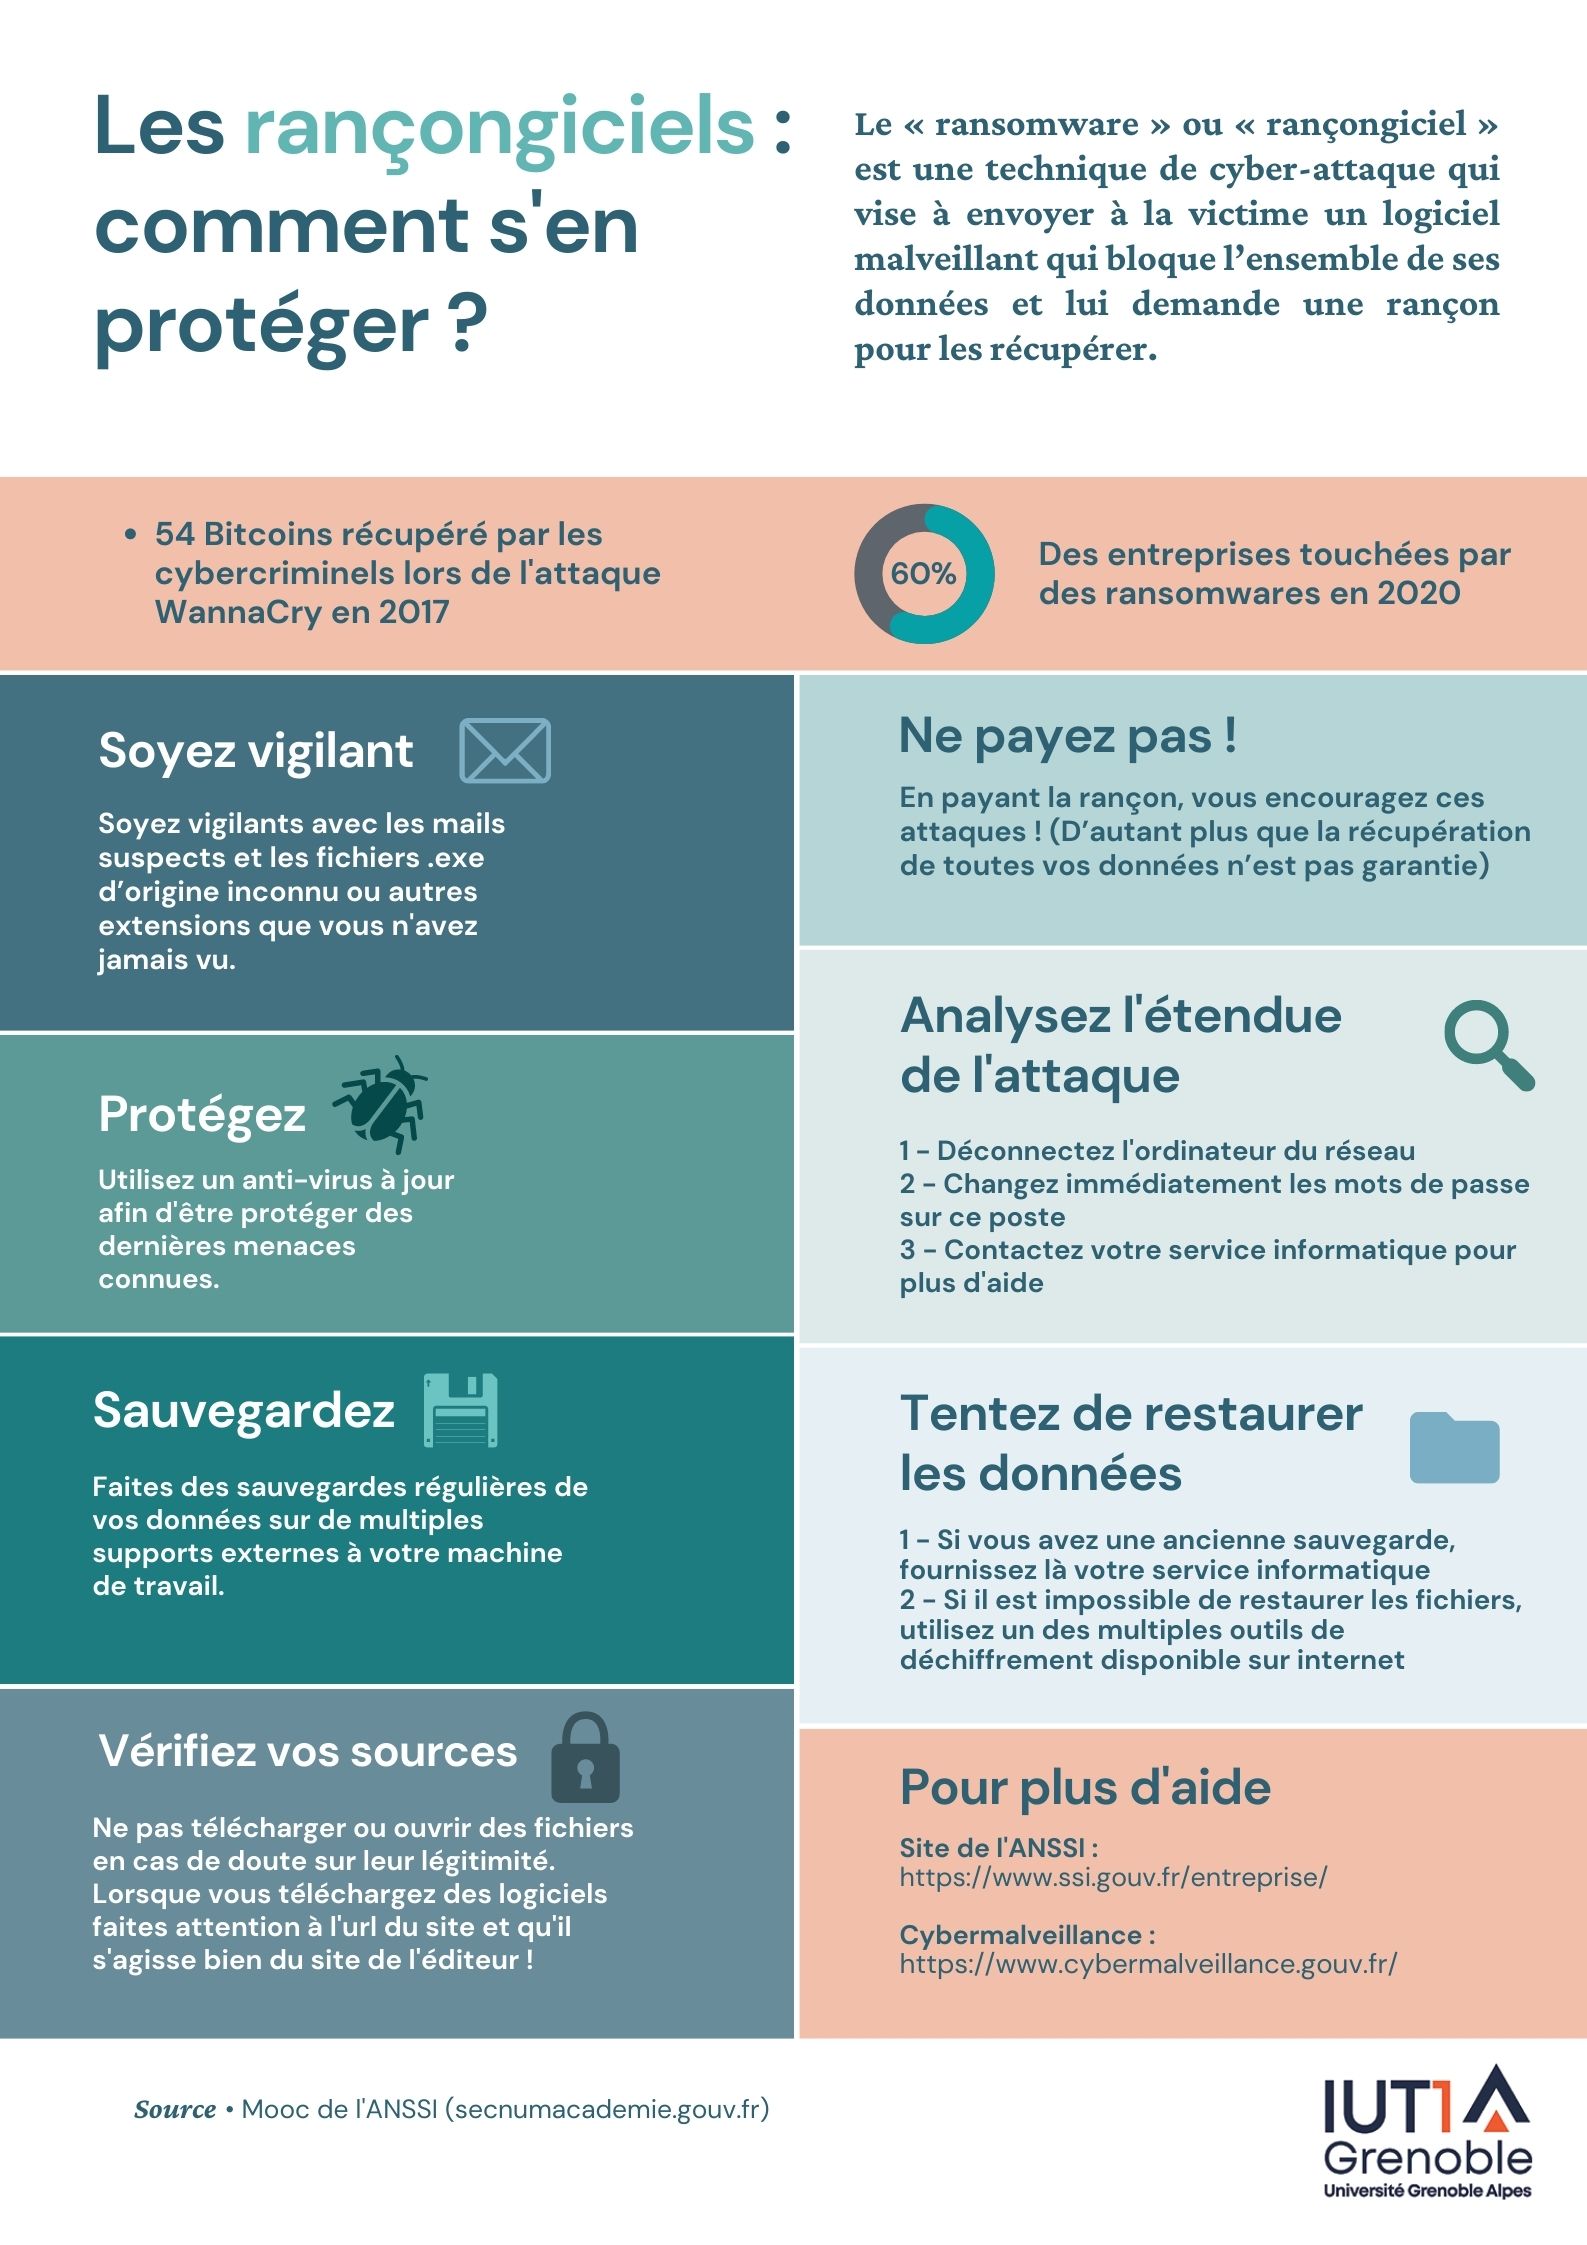 Les rançongiciels :
comment s'en
protéger ?
Le « ransomware » ou « rançongiciel »
est une technique de cyber-attaque qui
vise à envoyer à la victime un logiciel
malveillant qui bloque l’ensemble de ses
données et lui demande une rançon
pour les récupérer.
• 54 Bitcoins récupéré par les
cybercriminels lors de l'attaque
WannaCry en 2017
60%
Des entreprises touchées par
des ransomwares en 2020
Soyez vigilant
Soyez vigilants avec les mails
suspects et les fichiers .exe
d’origine inconnu ou autres
extensions que vous n'avez
jamais vu.
Protégez
Utilisez un anti-virus à jour
afin d'être protéger des
dernières menaces
connues.
Sauvegardez
Faites des sauvegardes régulières de
vos données sur de multiples
supports externes à votre machine
de travail.
Vérifiez vos sources
Ne pas télécharger ou ouvrir des fichiers
en cas de doute sur leur légitimité.
Lorsque vous téléchargez des logiciels
faites attention à l'url du site et qu'il
s'agisse bien du site de l'éditeur !
Ne payez pas !
En payant la rançon, vous encouragez ces
attaques ! (D’autant plus que la récupération
de toutes vos données n’est pas garantie)
Analysez l'étendue
de l'attaque
1 - Déconnectez l'ordinateur du réseau
2 - Changez immédiatement les mots de passe
sur ce poste
3 - Contactez votre service informatique pour
plus d'aide
Tentez de restaurer
les données
1 - Si vous avez une ancienne sauvegarde,
fournissez là votre service informatique
2 - Si il est impossible de restaurer les fichiers,
utilisez un des multiples outils de
déchiffrement disponible sur internet
Pour plus d'aide
Site de l'ANSSI :
https://www.ssi.gouv.fr/entreprise/
Cybermalveillance :
https://www.cybermalveillance.gouv.fr/
Source • Mooc de l'ANSSI (secnumacademie.gouv.fr)
IUT1
Grenoble
Université Grenoble Alpes